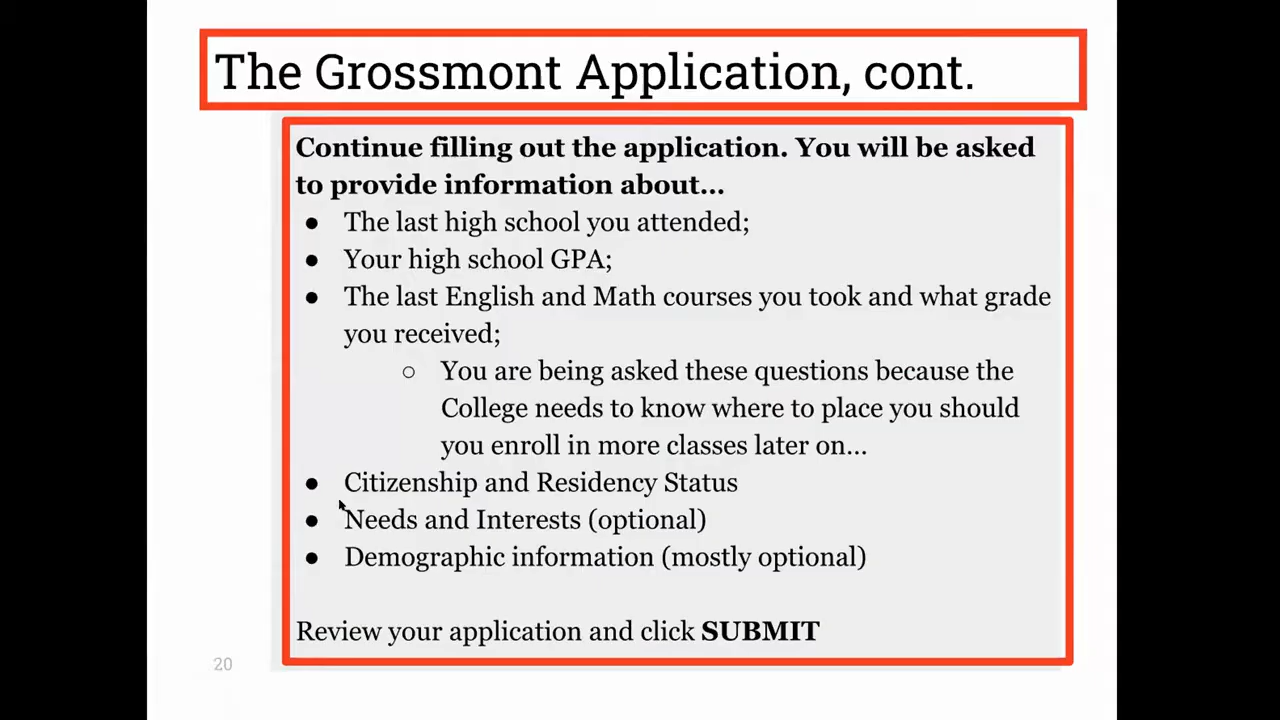 The Grossmont Application, cont.
Continue filling out the application. You will be asked
to provide information about...
● The last high school you attended;
● Your high school GPA;
● The last English and Math courses you took and what grade
you received;
○ You are being asked these questions because the
College needs to know where to place you should
you enroll in more classes later on...
● Citizenship and Residency Status
● Needs and Interests (optional)
● Demographic information (mostly optional)
Review your application and click SUBMIT
20